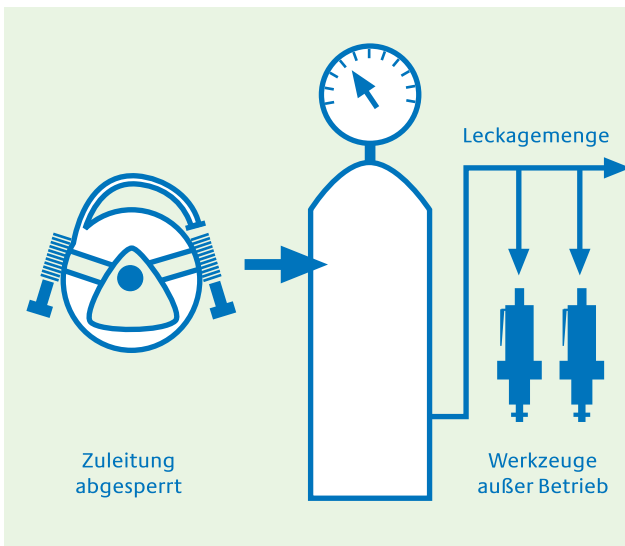 Leckagemenge
Zuleitung
abgesperrt
Werkzeuge
außer Betrieb